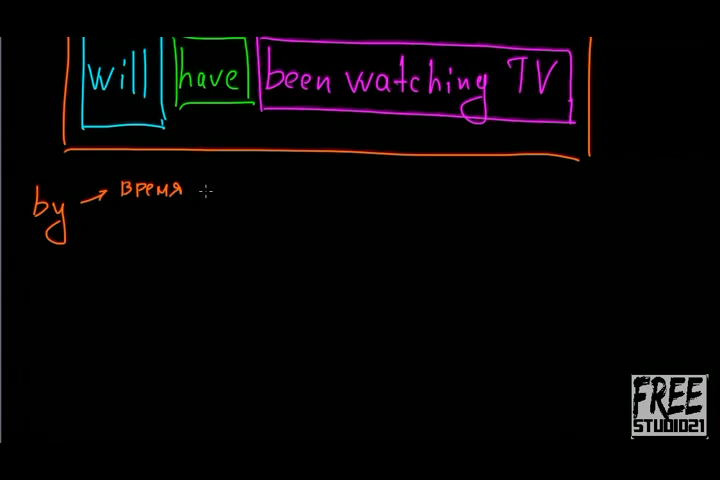 will have been watching TV
by → время
FREE
STUDIO21